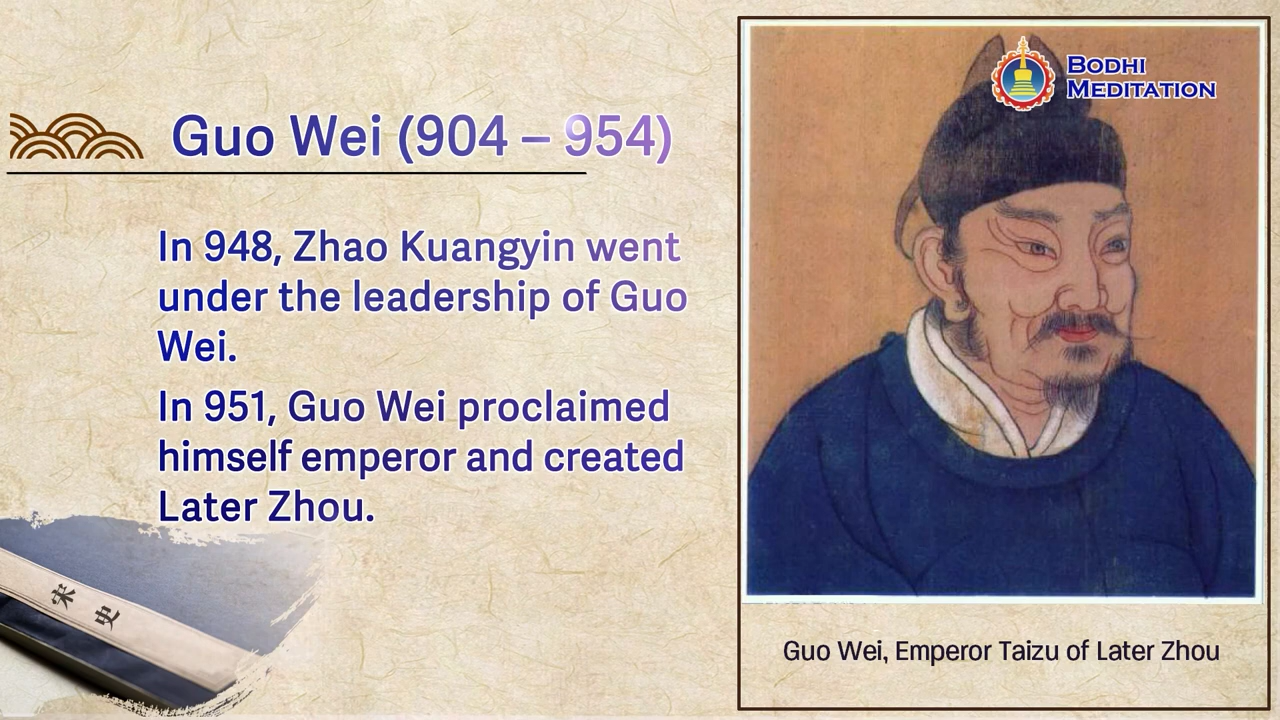 Guo Wei (904 – 954)
In 948, Zhao Kuangyin went
under the leadership of Guo
Wei.
In 951, Guo Wei proclaimed
himself emperor and created
Later Zhou.
宋史
BODHI
MEDITATION
Guo Wei, Emperor Taizu of Later Zhou